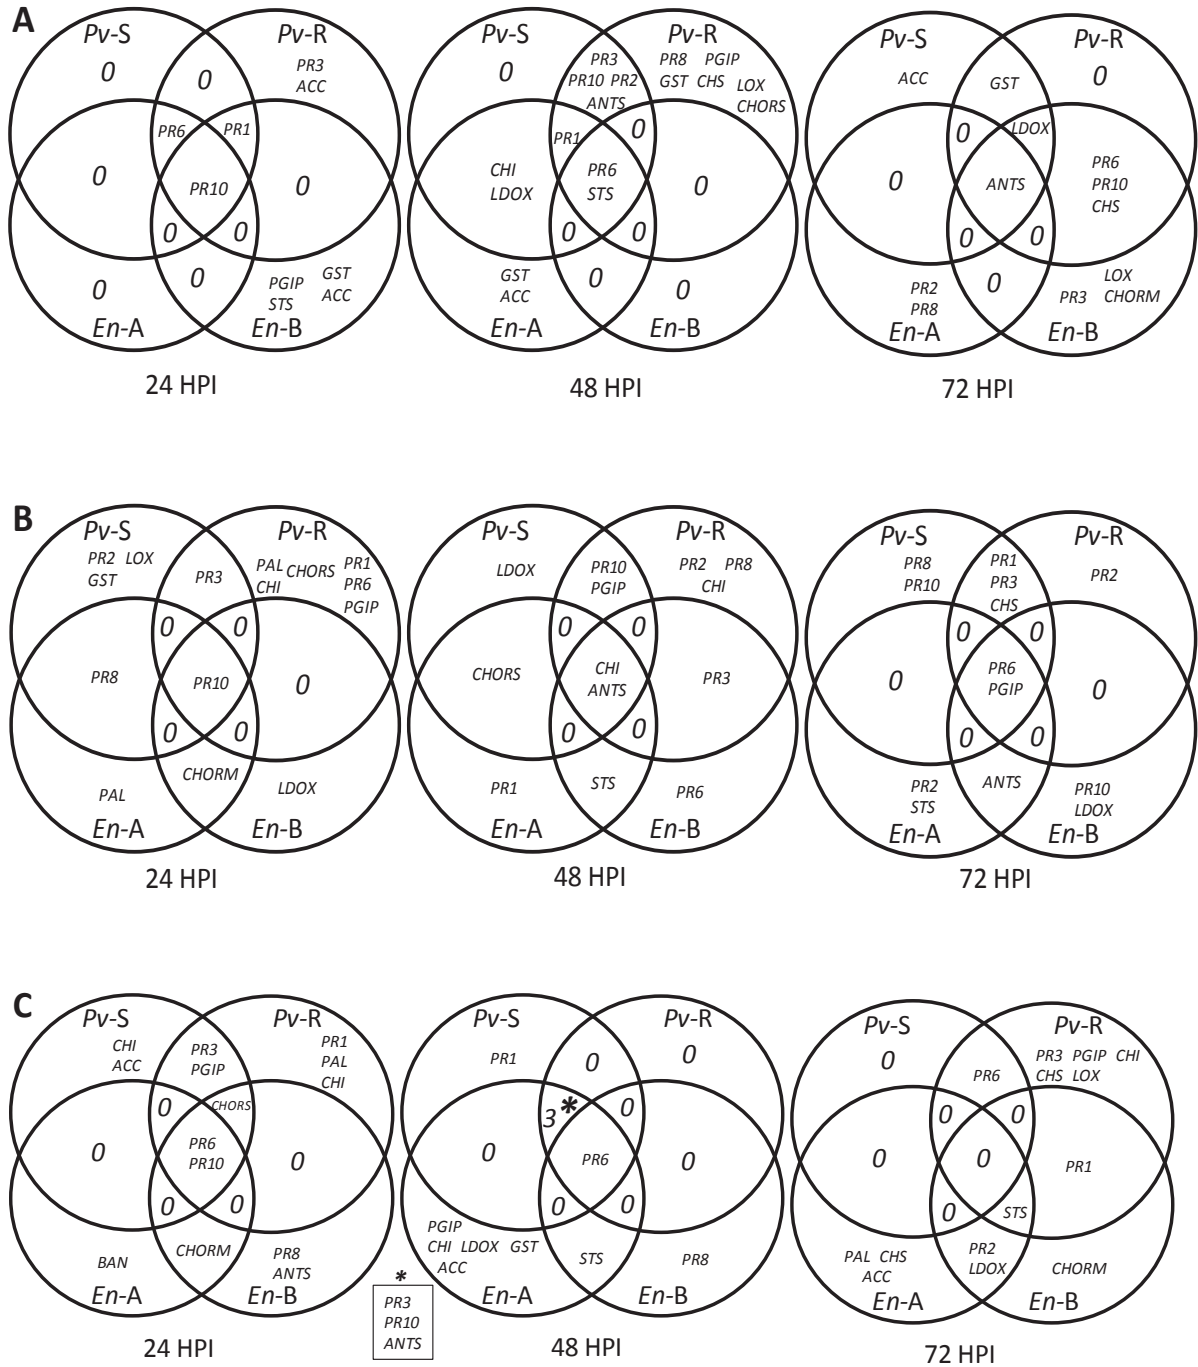 A
Pv-S Pv-R
0 0 PR3
ACC
PR6 PR1
0 PR10 0
0 0
0 0 PGIP GST
STS ACC
En-A En-B
24 HPI
Pv-S Pv-R
0 PR3 PR8 PGIP
PR10 PR2 GST CHS LOX
ANTS CHORS
PR1 0
CHI PR6 0
LDOX STS
0 0
GST 0 0
ACC
En-A En-B
48 HPI
Pv-S Pv-R
ACC GST 0
0 LDOX
0 ANTS PR6
PR10
CHS
0 0
PR2 0 PR3 LOX
PR8 CHORM
En-A En-B
72 HPI
B
Pv-S Pv-R
PR2 LOX PR3 PAL CHORS PR1
GST CHI PR6
PGIP
0 0
PR8 PR10 0
0 0
PAL CHORM LDOX
En-A En-B
24 HPI
Pv-S Pv-R
LDOX PR10 PR2 PR8
PGIP CHI
0 0
CHORS CHI PR3
ANTS
0 0
PR1 STS PR6
En-A En-B
48 HPI
Pv-S Pv-R
PR8 PR1 PR2
PR10 PR3
CHS
0 0
0 PR6 0
PGIP
0 0
PR2 ANTS PR10
STS LDOX
En-A En-B
72 HPI
C
Pv-S Pv-R
CHI PR3 PR1
ACC PGIP PAL
CHI
0 CHORS
0 PR6 0
PR10
0 0
BAN CHORM PR8
ANTS
En-A En-B
24 HPI
*
PR3
PR10
ANTS
Pv-S Pv-R
PR1 0 0
3 * 0
0 PR6 0
0 0
PGIP
CHI LDOX GST STS PR8
ACC
En-A En-B
48 HPI
Pv-S Pv-R
0 PR6 PR3 PGIP CHI
CHS LOX
0 0
0 0 PR1
0 STS
PAL CHS PR2 CHORM
ACC LDOX
En-A En-B
72 HPI